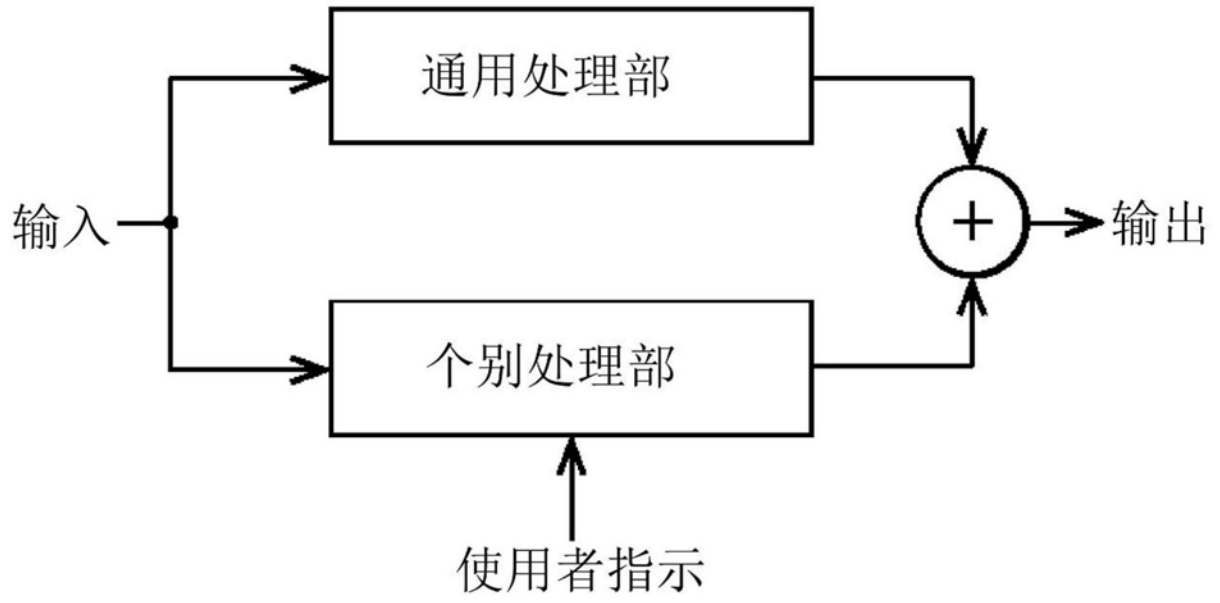 通用处理部
输入
+
输出
个别处理部
使用者指示